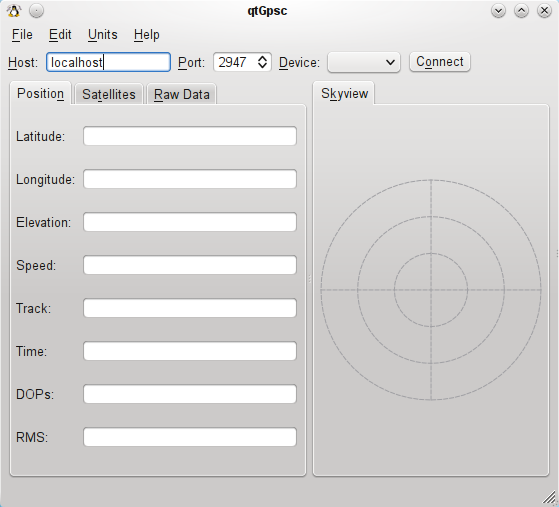 qtGpsc
File Edit Units Help
Host: localhost Port: 2947 Device: Connect
Position Satellites Raw Data Skyview
Latitude:
Longitude:
Elevation:
Speed:
Track:
Time:
DOPs:
RMS: